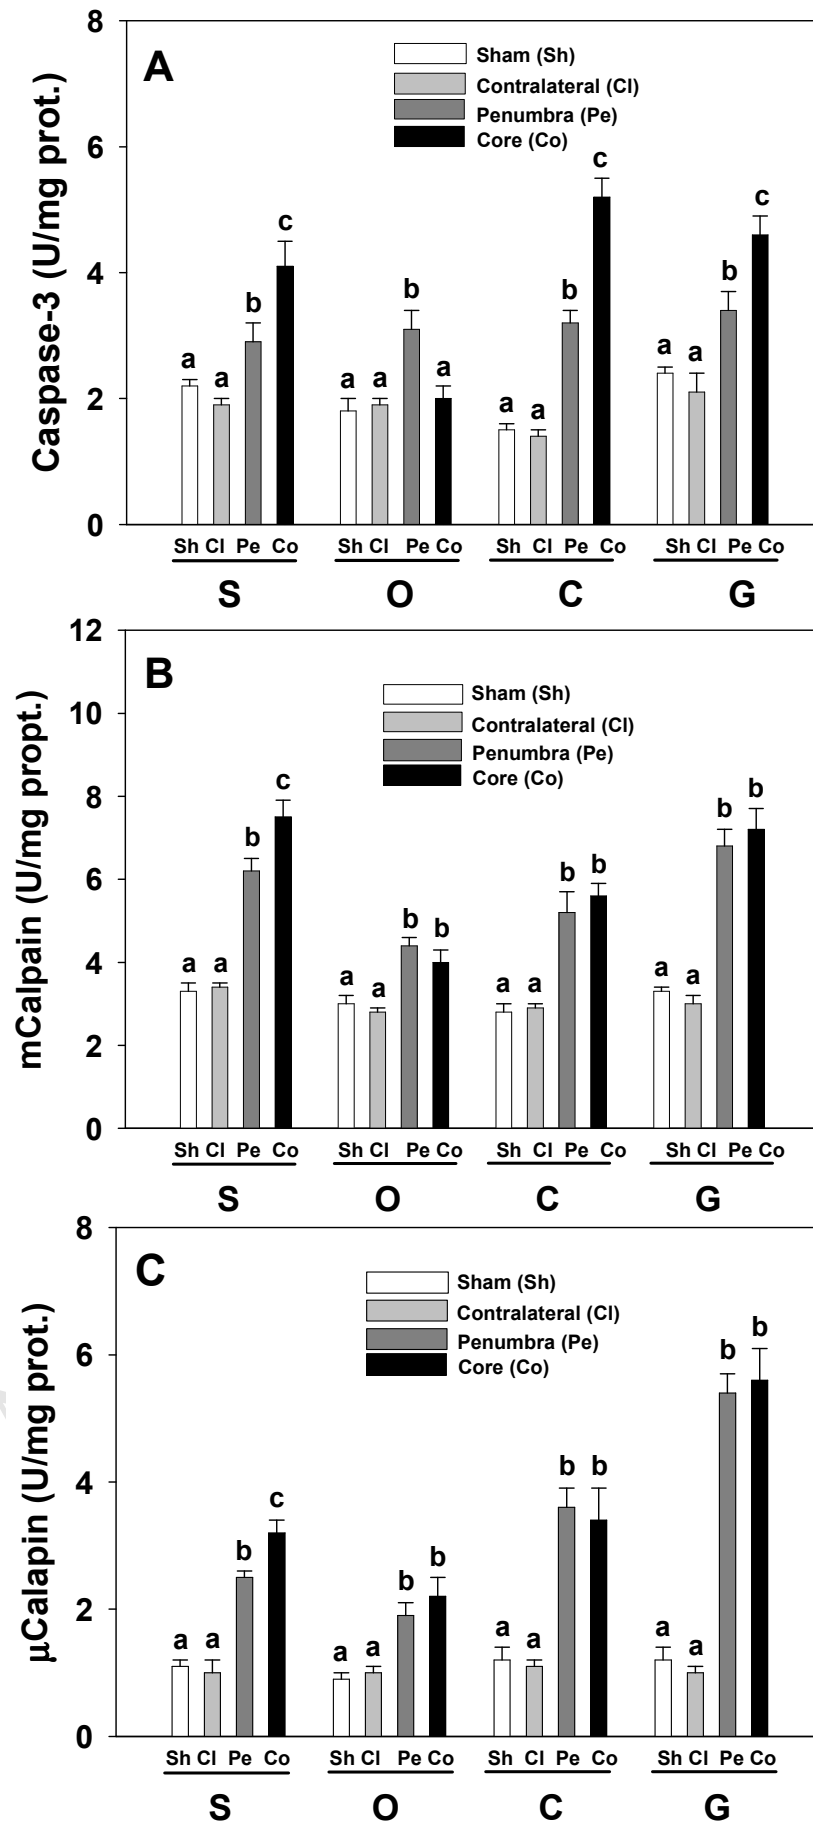 8
A
Sham (Sh)
Contralateral (Cl)
Penumbra (Pe)
Core (Co)
Caspase-3 (U/mg prot.)
6
4
2
0
a a b c
a a b a
a a b c
a a b c
Sh Cl Pe Co Sh Cl Pe Co Sh Cl Pe Co Sh Cl Pe Co
S O C G
12
B
Sham (Sh)
Contralateral (Cl)
Penumbra (Pe)
Core (Co)
mCalpain (U/mg propt.)
10
8
6
4
2
0
a a b c
a a b b
a a b b
a a b b
Sh Cl Pe Co Sh Cl Pe Co Sh Cl Pe Co Sh Cl Pe Co
S O C G
8
C
Sham (Sh)
Contralateral (Cl)
Penumbra (Pe)
Core (Co)
µCalapin (U/mg prot.)
6
4
2
0
a a b c
a a b b
a a b b
a a b b
Sh Cl Pe Co Sh Cl Pe Co Sh Cl Pe Co Sh Cl Pe Co
S O C G